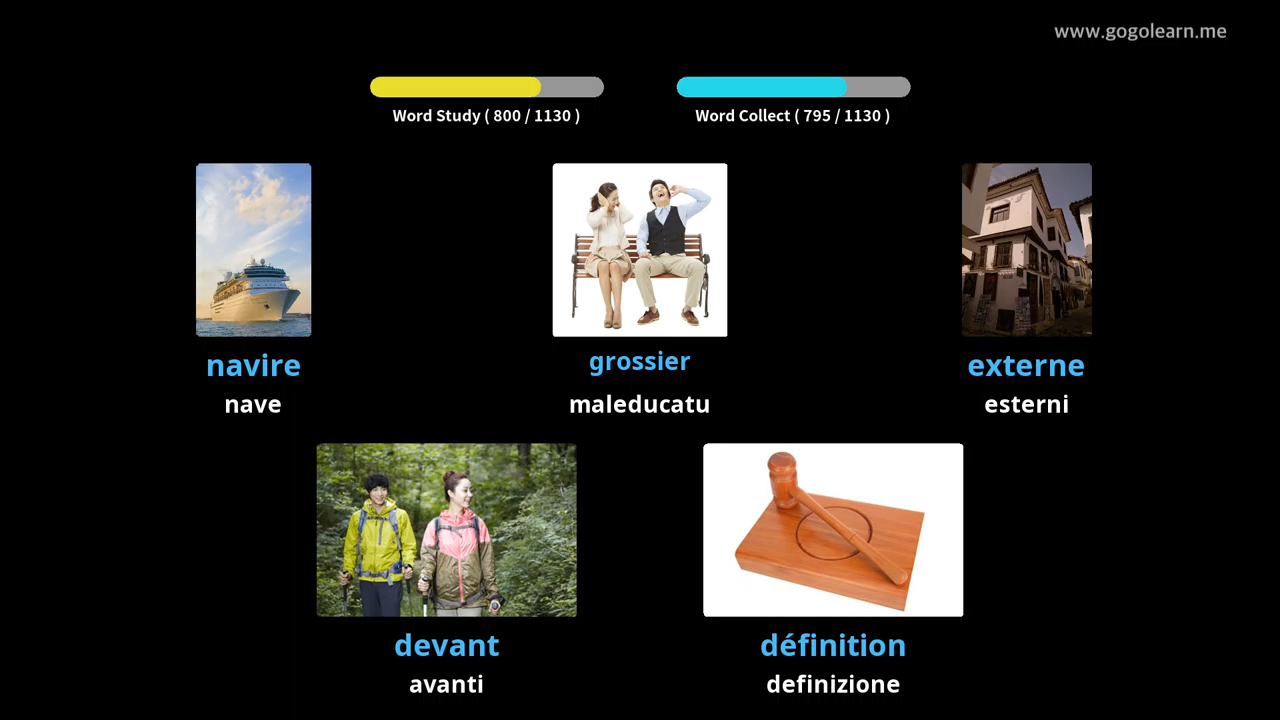 www.gogolearn.me
Word Study ( 800 / 1130 )
Word Collect ( 795 / 1130 )
navire
nave
grossier
maleducatu
externe
esterni
devant
avanti
définition
definizione